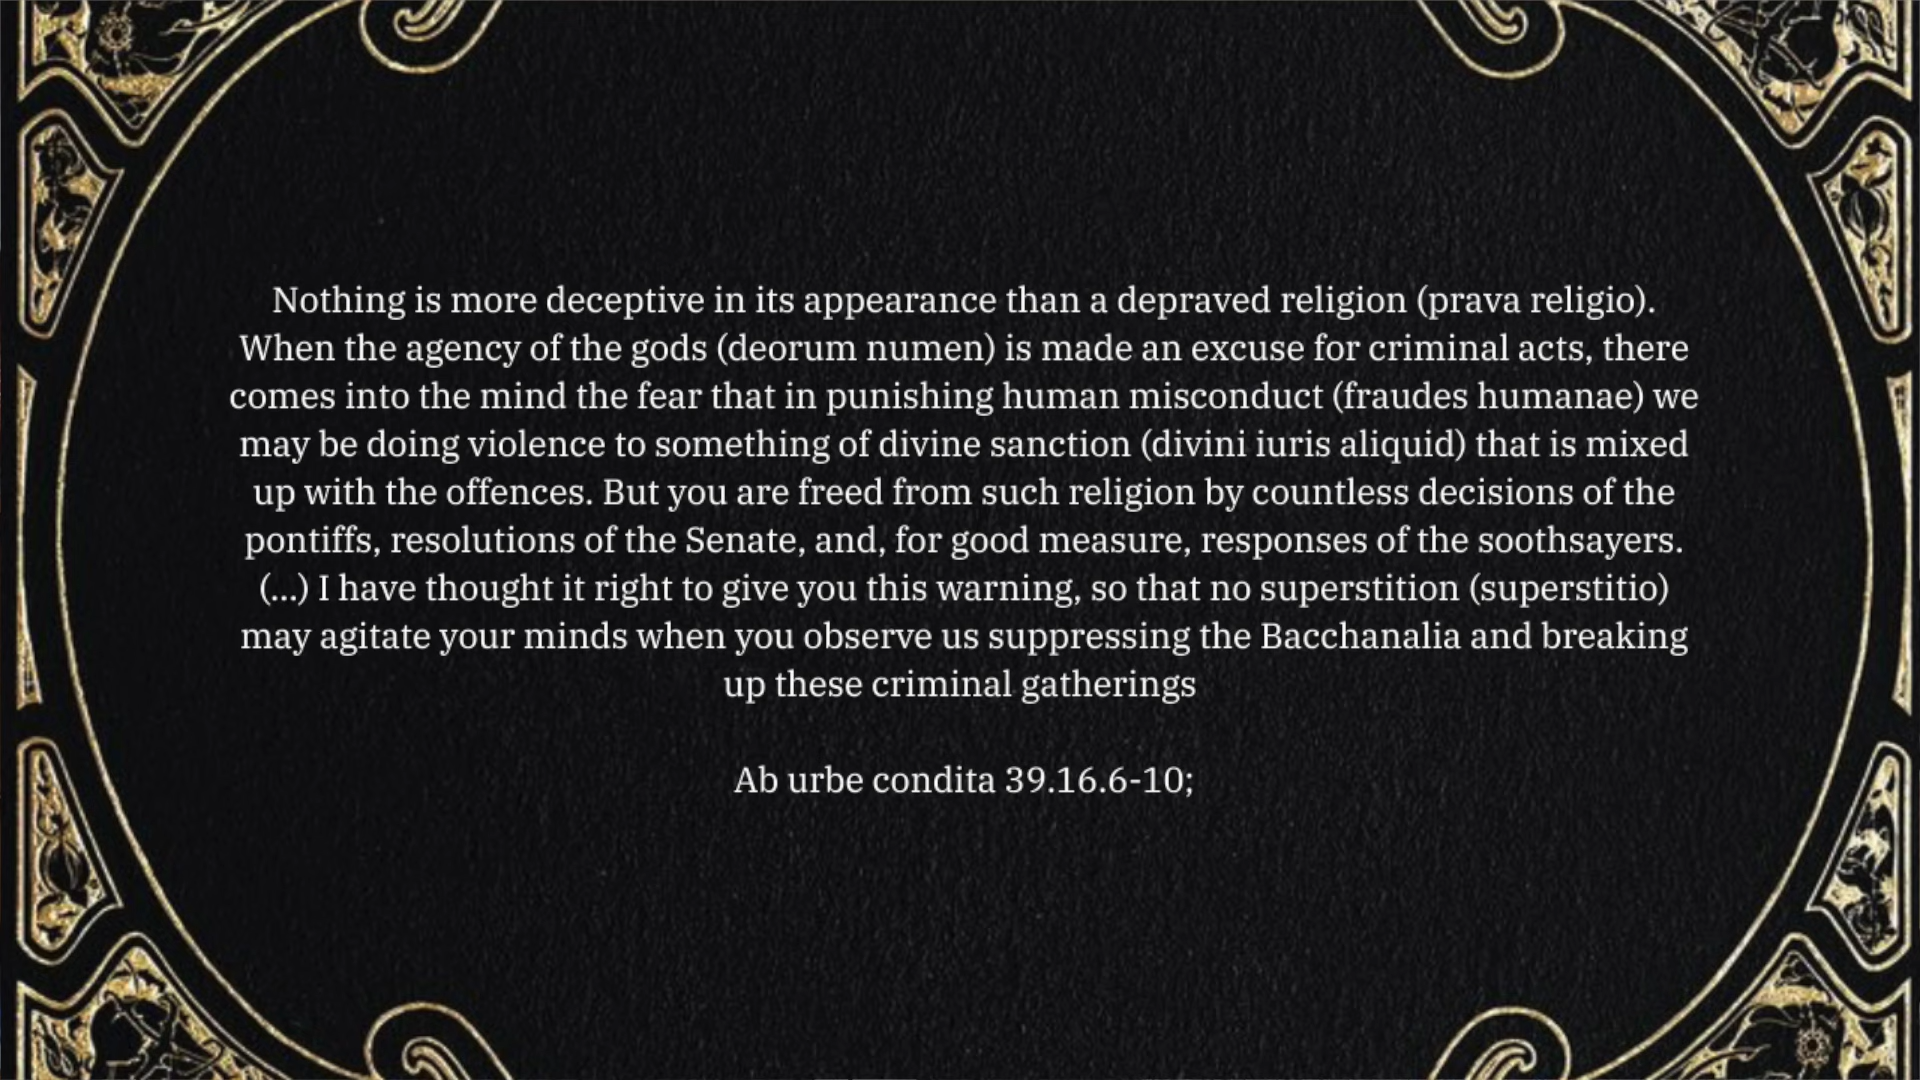 Nothing is more deceptive in its appearance than a depraved religion (prava religio).
When the agency of the gods (deorum numen) is made an excuse for criminal acts, there
comes into the mind the fear that in punishing human misconduct (fraudes humanae) we
may be doing violence to something of divine sanction (divini iuris aliquid) that is mixed
up with the offences. But you are freed from such religion by countless decisions of the
pontiffs, resolutions of the Senate, and, for good measure, responses of the soothsayers.
(...) I have thought it right to give you this warning, so that no superstition (superstitio)
may agitate your minds when you observe us suppressing the Bacchanalia and breaking
up these criminal gatherings
Ab urbe condita 39.16.6-10;